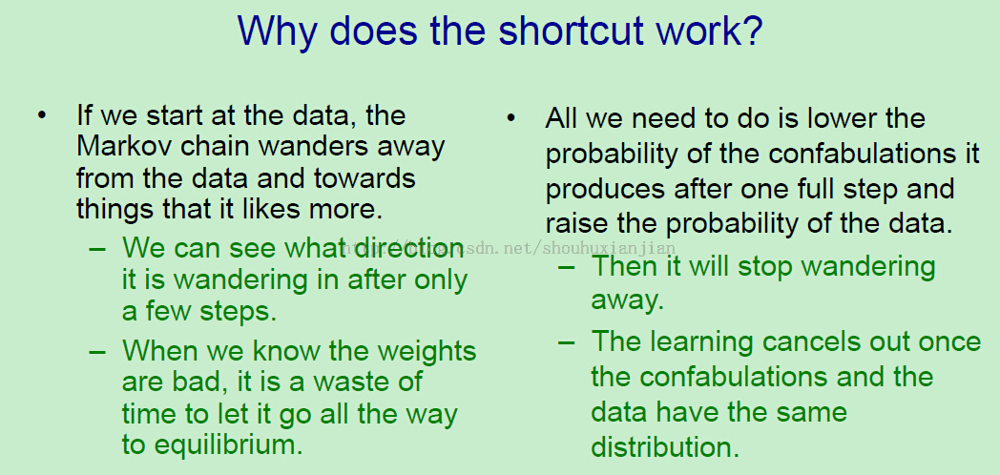 Why does the shortcut work?
• If we start at the data, the
Markov chain wanders away
from the data and towards
things that it likes more.
– We can see what direction
it is wandering in after only
a few steps.
– When we know the weights
are bad, it is a waste of
time to let it go all the way
to equilibrium.
• All we need to do is lower the
probability of the confabulations it
produces after one full step and
raise the probability of the data.
– Then it will stop wandering
away.
– The learning cancels out once
the confabulations and the
data have the same
distribution.
http://blog.csdn.net/shouhuxianjian